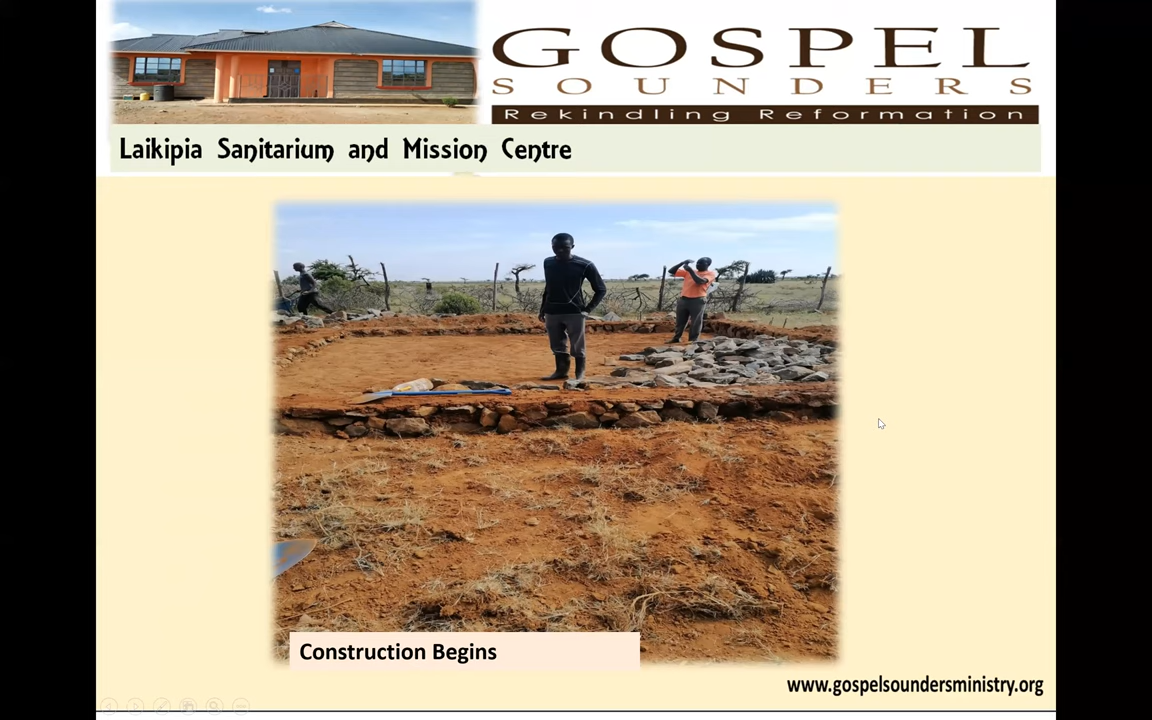 GOSPEL
SOUNDERS
Rekindling Reformation
Laikipia Sanitarium and Mission Centre
Construction Begins
www.gospelsoundersministry.org